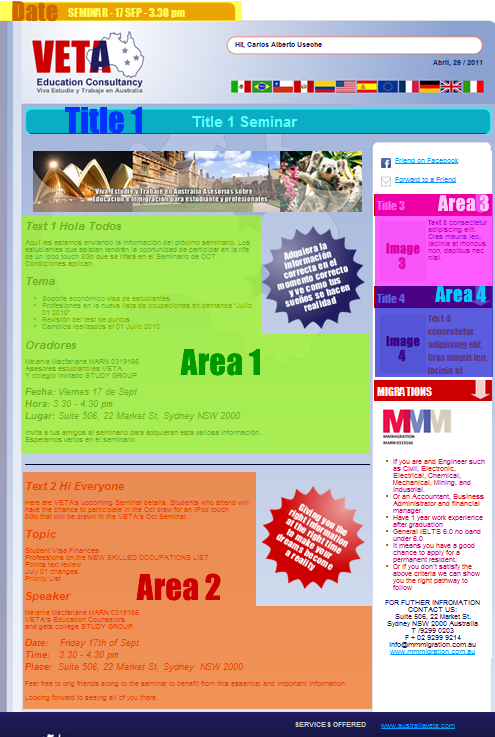 Date SEMINAR - 17 SEP - 3.30 pm
VETA
Education Consultancy
Viva Estudie y Trabaje en Australia
Hit, Carlos Alberto Useche
Abril, 29 / 2011
Title 1
Title 1 Seminar
Viva Estudie y Trabaje en Australia Asesorias sobre
Educación e inmigración para estudiante y profesionales
Text 1 Hola Todos
Aqui les estamos enviando la información del próximo seminario. Los
estudiantes que asistan tendrán la oportunidad de participar en la rifa
de un Ipod touch 8Go que se rifará en el Seminario de OCT.
Condiciones aplican.
Tema
Soporte económico visa de estudiantes
Profesiones en la nueva lista de ocupaciones en demanda "Julio
01 2010"
Revisión del test de puntos
Cambios realizados el 01 Julio 2010
Oradores
Melanie Macfarlane MARN 0319166
Asesores estudiantiles VETA
Y colegio invitado STUDY GROUP
Fecha: Viernes 17 de Sept
Hora: 3.30 - 4.30 pm
Lugar: Suite 506, 22 Market St, Sydney NSW 2000
Invita a tus amigos al seminario para adquieran esta valiosa información.
Esperamos verlos en el seminario.
Area 1
Adquiera la
información
correcta en el
momento correcto
y ve como tus
sueños se hacen
realidad
Text 2 Hi Everyone
Here are VETA's upcoming Seminar details. Students who attend will
have the chance to participate in the Oct draw for an iPod touch
8Go that will be drawn in the VETA's Oct Seminar.
Topic
Student Visa Finances
Professions on the NEW SKILLED OCCUPATIONS LIST
Points test review
July 01 changes
Priority List
Speaker
Melanie Macfarlane MARN 0319166
VETA's Education Counselors
and gets college STUDY GROUP
Date: Friday 17th of Sept
Time: 3.30 - 4.30 pm
Place: Suite 506, 22 Market St, Sydney NSW 2000
Feel free to brig friends along to the seminar to benefit from this essential and important information.
Looking forward to seeing all of you there.
Area 2
Giving you the
right information
at the right time
to make your
dreams become
a reality
Friend on Facebook
Forward to a Friend
Title 3
Area 3
Image
3
Text 3 consectetur
adipiscing elit.
Cras mauris leo,
lacinia at rhoncus
non, dapibus nec
nisl.
Title 4
Area 4
Image
4
Text 4
consectetur
adipiscing elit.
Cras mauris leo,
lacinia at
MIGRATIONS
MMM
MMMIGRATION
MARN 0319166
If you are and Engineer such
as Civil, Electronic,
Electrical, Chemical,
Mechanical, Mining, and
Industrial.
Or an Accountant, Business
Administrator and financial
manager.
Have 1 year work experience
after graduation
General IELTS 6.0 no band
under 6.0
It means you have a good
chance to apply for a
permanent resident.
Or if you don't satisfy the
above criteria we can show
you the right pathway to
follow
FOR FUTHER INFROMATION
CONTACT US:
Suite 506, 22 Market St,
Sydney NSW 2000 Australia
T /9299 0203
F + 02 9299 9214
info@mmmigration.com.au
www.mmmigration.com.au
SERVICES OFFERED
www.australiaveta.com